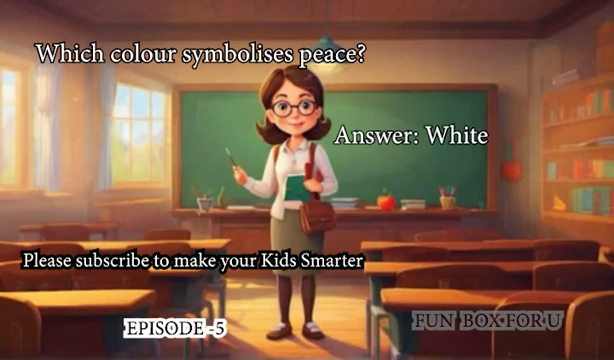 Which colour symbolises peace?
Answer: White
Please subscribe to make your Kids Smarter
EPISODE -5
FUN BOX FOR U